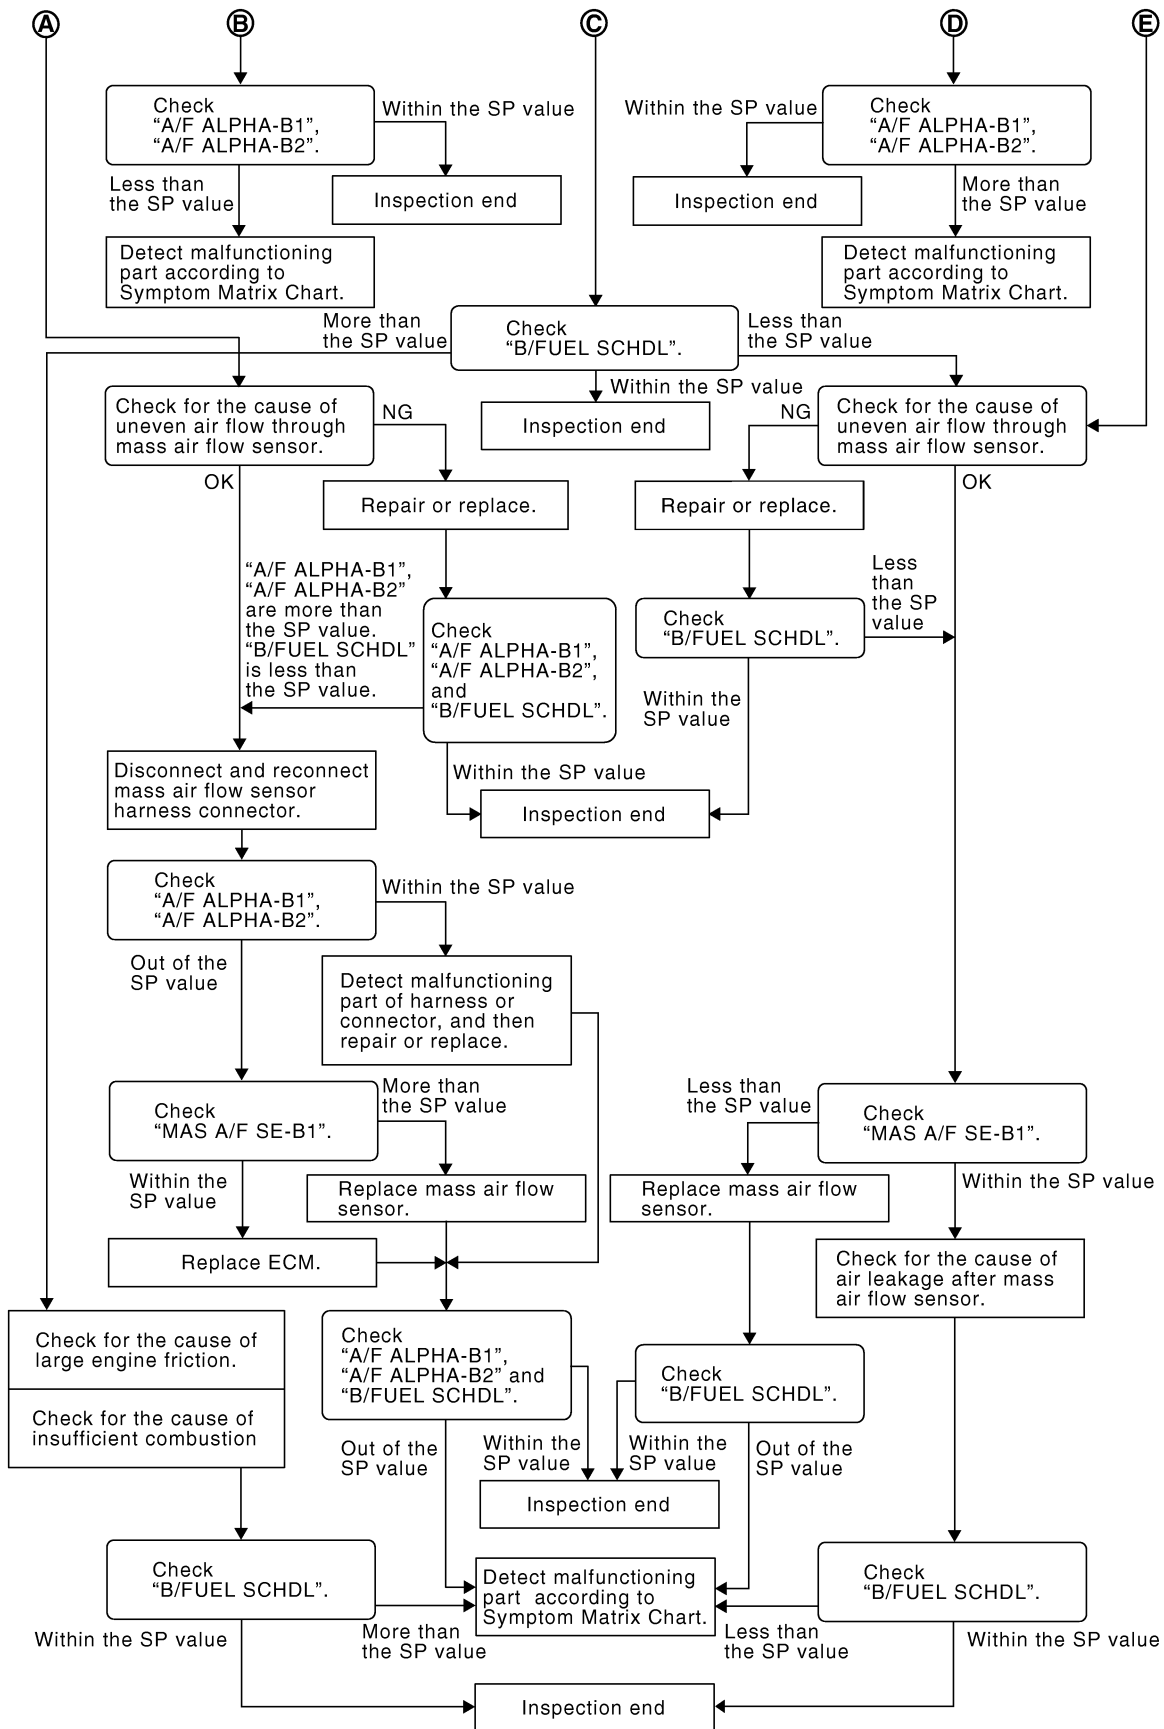 A
B
C
D
E
Check
“A/F ALPHA-B1”,
“A/F ALPHA-B2”.
Within the SP value
Less than
the SP value
Inspection end
Detect malfunctioning
part according to
Symptom Matrix Chart.
Within the SP value
Check
“A/F ALPHA-B1”,
“A/F ALPHA-B2”.
Inspection end
More than
the SP value
Detect malfunctioning
part according to
Symptom Matrix Chart.
More than
the SP value
Check
“B/FUEL SCHDL”.
Less than
the SP value
Within the SP value
Inspection end
Check for the cause of
uneven air flow through
mass air flow sensor.
NG
OK
Repair or replace.
NG
Check for the cause of
uneven air flow through
mass air flow sensor.
OK
Repair or replace.
“A/F ALPHA-B1”,
“A/F ALPHA-B2”
are more than
the SP value.
“B/FUEL SCHDL”
is less than
the SP value.
Check
“A/F ALPHA-B1”,
“A/F ALPHA-B2”,
and
“B/FUEL SCHDL”.
Check
“B/FUEL SCHDL”.
Less
than
the SP
value
Within the
SP value
Within the SP value
Inspection end
Disconnect and reconnect
mass air flow sensor
harness connector.
Check
“A/F ALPHA-B1”,
“A/F ALPHA-B2”.
Within the SP value
Out of the
SP value
Detect malfunctioning
part of harness or
connector, and then
repair or replace.
Check
“MAS A/F SE-B1”.
More than
the SP value
Less than
the SP value
Check
“MAS A/F SE-B1”.
Within the
SP value
Replace mass air flow
sensor.
Replace mass air flow
sensor.
Within the SP value
Replace ECM.
Check for the cause of
air leakage after mass
air flow sensor.
Check for the cause of
large engine friction.
Check for the cause of
insufficient combustion
Check
“A/F ALPHA-B1”,
“A/F ALPHA-B2” and
“B/FUEL SCHDL”.
Check
“B/FUEL SCHDL”.
Out of the
SP value
Within the
SP value
Within the
SP value
Out of the
SP value
Inspection end
Check
“B/FUEL SCHDL”.
Detect malfunctioning
part  according to
Symptom Matrix Chart.
Check
“B/FUEL SCHDL”.
Within the SP value
More than
the SP value
Less than
the SP value
Within the SP value
Inspection end